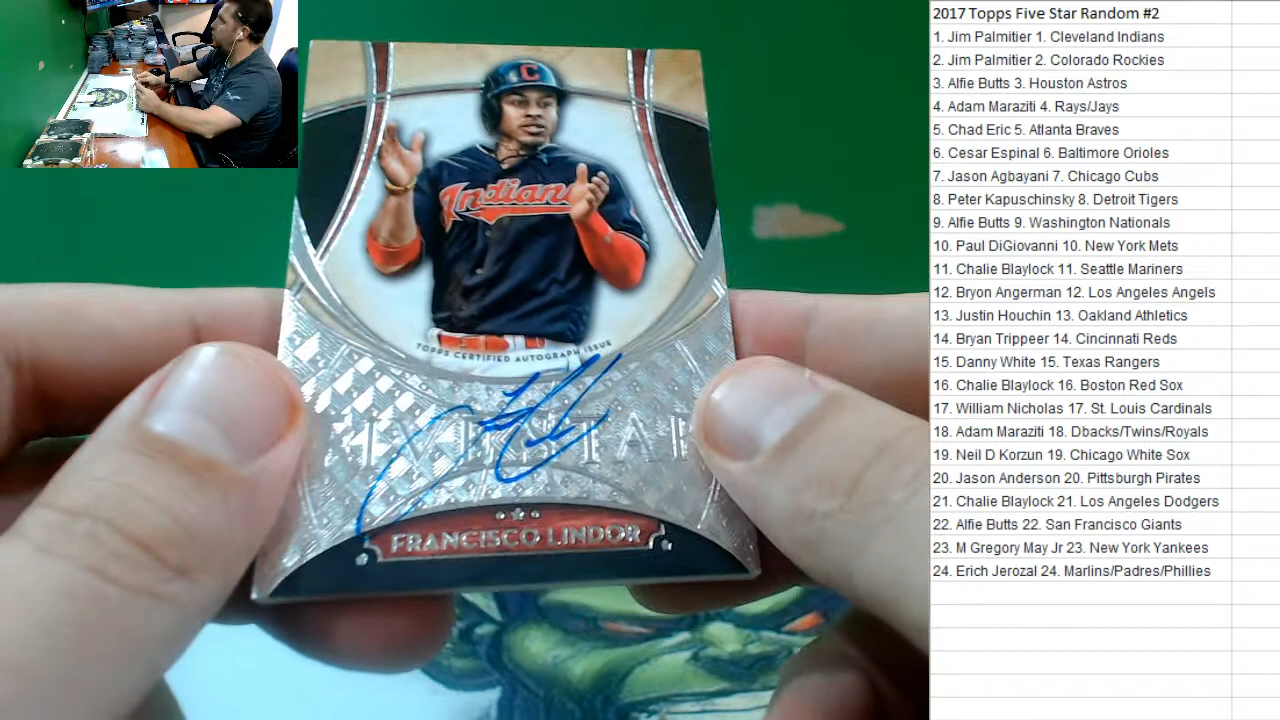 C
Indians
TOPPS CERTIFIED AUTOGRAPH ISSUE
FIVE STAR
FRANCISCO LINDOR
2017 Topps Five Star Random #2
1. Jim Palmitier 1. Cleveland Indians
2. Jim Palmitier 2. Colorado Rockies
3. Alfie Butts 3. Houston Astros
4. Adam Maraziti 4. Rays/Jays
5. Chad Eric 5. Atlanta Braves
6. Cesar Espinal 6. Baltimore Orioles
7. Jason Agbayani 7. Chicago Cubs
8. Peter Kapuschinsky 8. Detroit Tigers
9. Alfie Butts 9. Washington Nationals
10. Paul DiGiovanni 10. New York Mets
11. Chalie Blaylock 11. Seattle Mariners
12. Bryon Angerman 12. Los Angeles Angels
13. Justin Houchin 13. Oakland Athletics
14. Bryan Trippeer 14. Cincinnati Reds
15. Danny White 15. Texas Rangers
16. Chalie Blaylock 16. Boston Red Sox
17. William Nicholas 17. St. Louis Cardinals
18. Adam Maraziti 18. Dbacks/Twins/Royals
19. Neil D Korzun 19. Chicago White Sox
20. Jason Anderson 20. Pittsburgh Pirates
21. Chalie Blaylock 21. Los Angeles Dodgers
22. Alfie Butts 22. San Francisco Giants
23. M Gregory May Jr 23. New York Yankees
24. Erich Jerozal 24. Marlins/Padres/Phillies